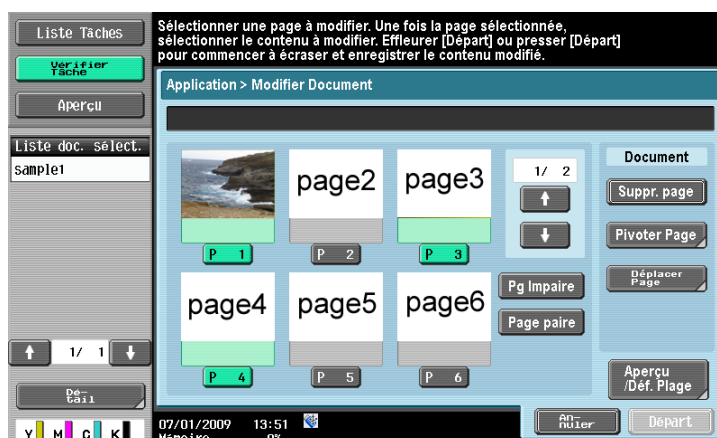 Liste Tâches
Vérifier
Tâche
Aperçu
Liste doc. sélect.
sample1
1/ 1
Dé-
tail
Y M C K
Sélectionner une page à modifier. Une fois la page sélectionnée,
sélectionner le contenu à modifier. Effleurer [Départ] ou presser [Départ]
pour commencer à écraser et enregistrer le contenu modifié.
Application > Modifier Document
page2
page3
P 1
P 2
P 3
page4
page5
page6
P 4
P 5
P 6
1/ 2
Pg Impaire
Page paire
Document
Suppr. page
Pivoter Page
Déplacer
Page
Aperçu
/Déf. Plage
07/01/2009 13:51
Mémoire 0%
An-
nuler
Départ